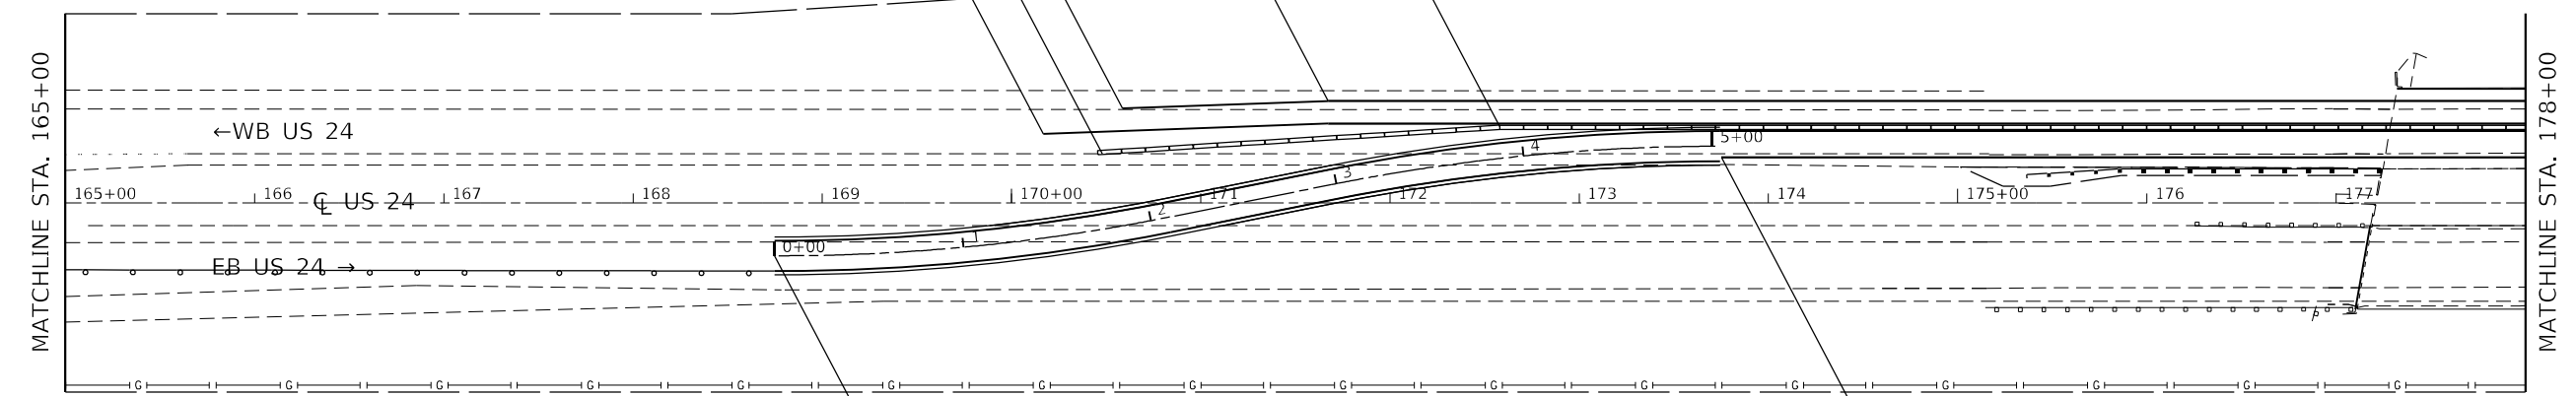 MATCHLINE STA. 165+00
←WB US 24
5+00
4
3
165+00 166 167 168 169 170+00 171 172 173 174 175+00 176 177
℄ US 24
2
1
0+00
EB US 24 →
G G G G G G G G G G G G G G G G
MATCHLINE STA. 178+00